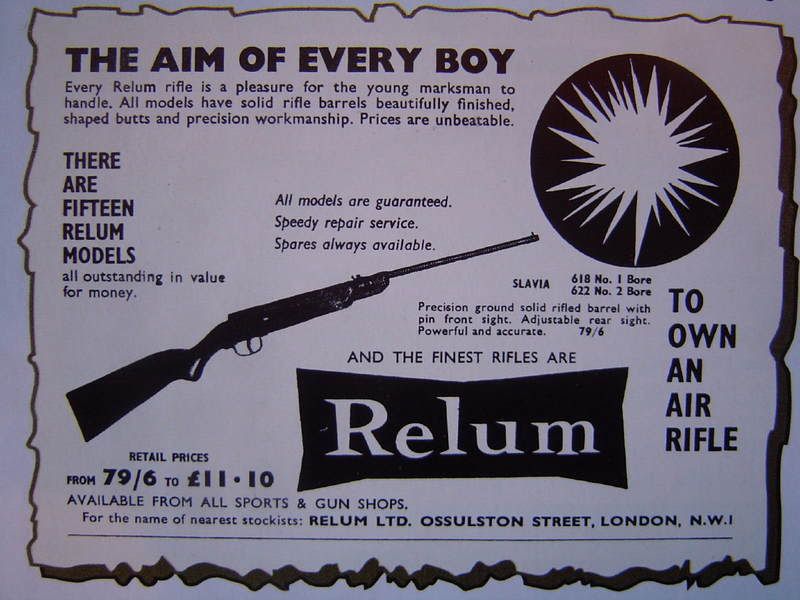 THE AIM OF EVERY BOY
Every Relum rifle is a pleasure for the young marksman to
handle. All models have solid rifle barrels beautifully finished,
shaped butts and precision workmanship. Prices are unbeatable.
THERE
ARE
FIFTEEN
RELUM
MODELS
all outstanding in value
for money.
All models are guaranteed.
Speedy repair service.
Spares always available.
SLAVIA 618 No. 1 Bore
622 No. 2 Bore
Precision ground solid rifled barrel with
pin front sight. Adjustable rear sight.
Powerful and accurate. 79/6
TO
OWN
AN
AIR
RIFLE
AND THE FINEST RIFLES ARE
Relum
RETAIL PRICES
FROM 79/6 TO £11·10
AVAILABLE FROM ALL SPORTS & GUN SHOPS.
For the name of nearest stockists: RELUM LTD. OSSULSTON STREET, LONDON, N.W.I